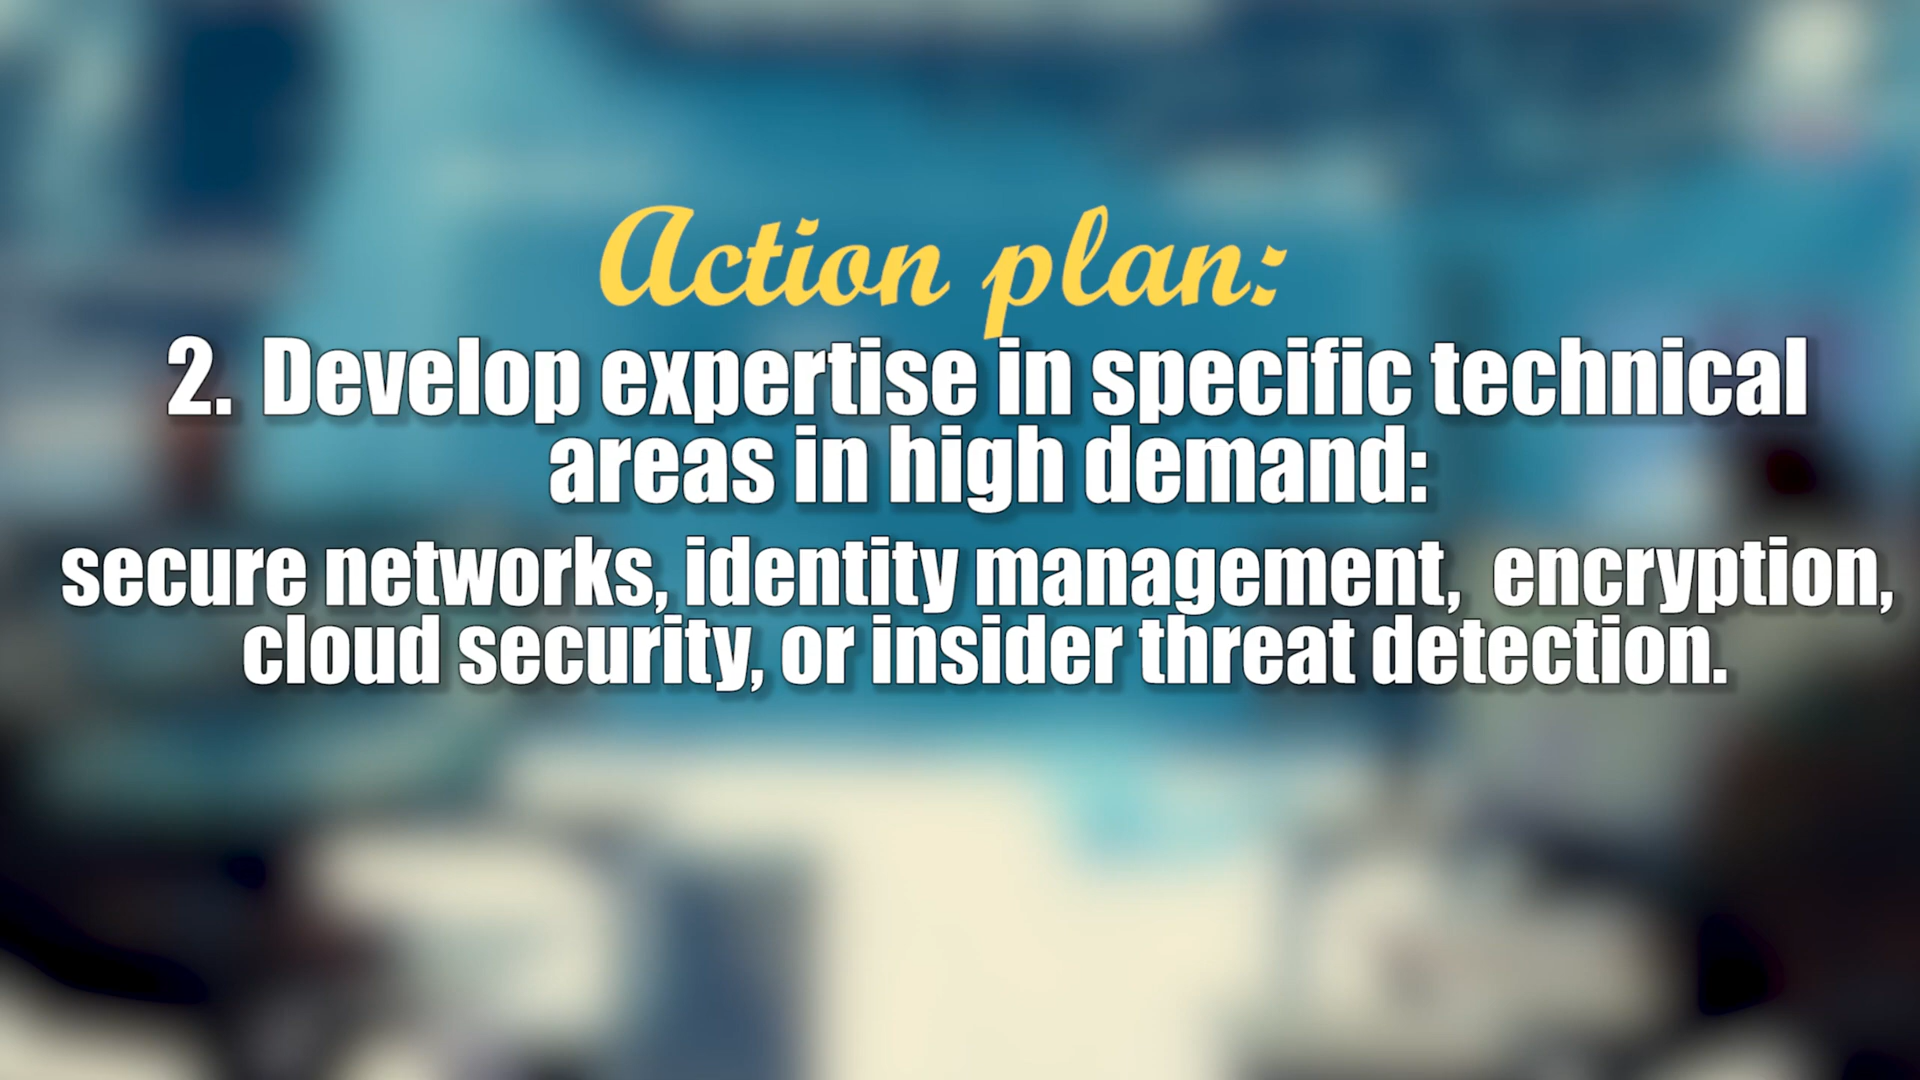 Action plan:
2. Develop expertise in specific technical
areas in high demand:
secure networks, identity management, encryption,
cloud security, or insider threat detection.